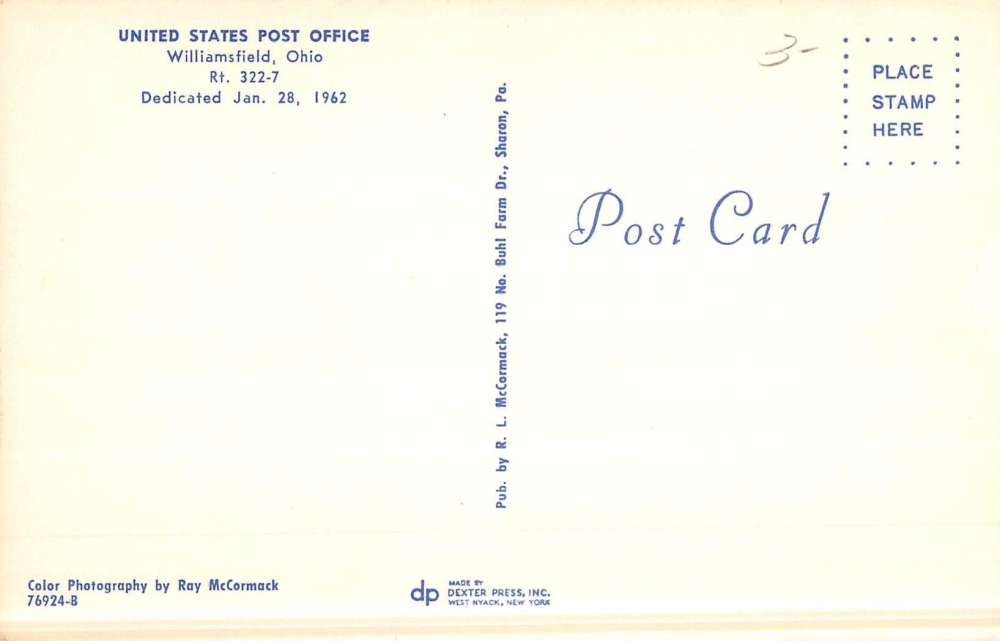 UNITED STATES POST OFFICE
Williamsfield, Ohio
Rt. 322-7
Dedicated Jan. 28, 1962
3-
PLACE
STAMP
HERE
Post Card
Pub. by R. L. McCormack, 119 No. Buhl Farm Dr., Sharon, Pa.
Color Photography by Ray McCormack
76924-B
dp
MADE BY
DEXTER PRESS, INC.
WEST NYACK, NEW YORK